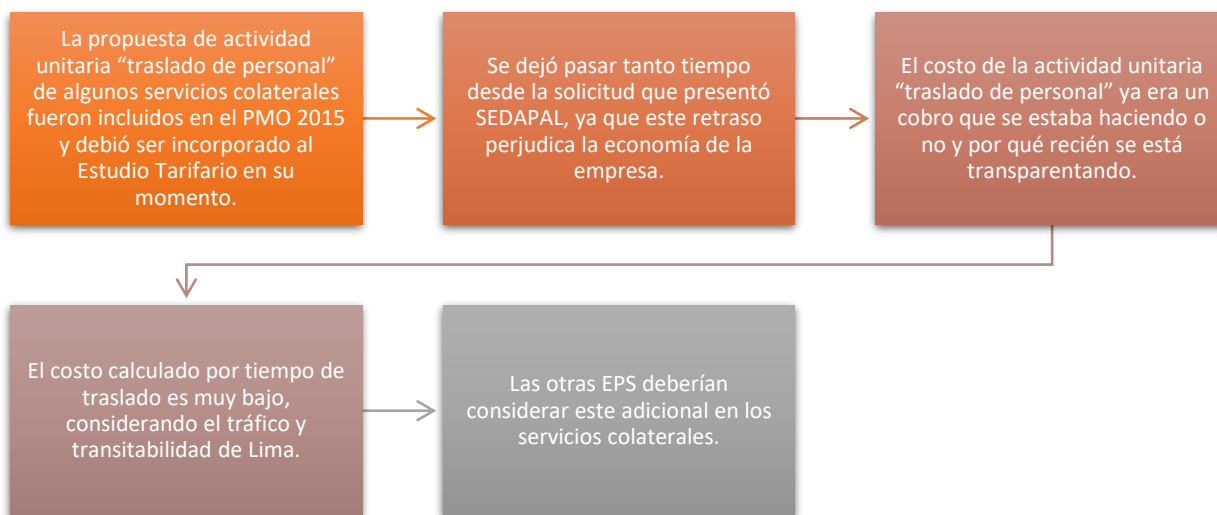 La propuesta de actividad
unitaria “traslado de personal”
de algunos servicios colaterales
fueron incluidos en el PMO 2015
y debió ser incorporado al
Estudio Tarifario en su
momento.
Se dejó pasar tanto tiempo
desde la solicitud que presentó
SEDAPAL, ya que este retraso
perjudica la economía de la
empresa.
El costo de la actividad unitaria
“traslado de personal” ya era un
cobro que se estaba haciendo o
no y por qué recién se está
transparentando.
El costo calculado por tiempo de
traslado es muy bajo,
considerando el tráfico y
transitabilidad de Lima.
Las otras EPS deberían
considerar este adicional en los
servicios colaterales.